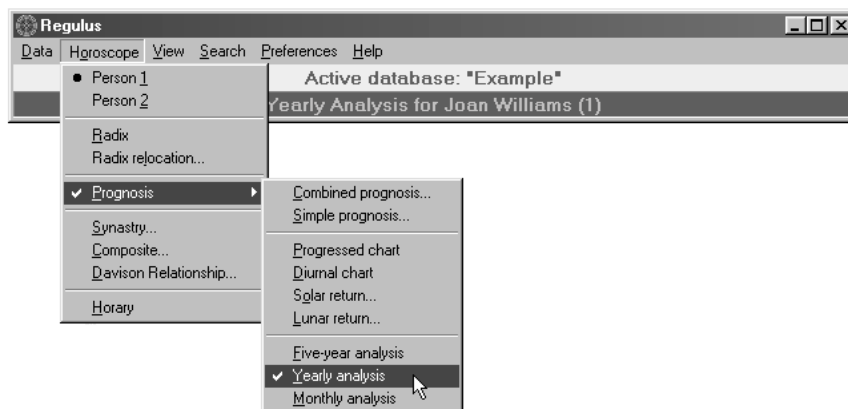 Regulus
Data Horoscope View Search Preferences Help
Active database: "Example"
Yearly Analysis for Joan Williams (1)
Person 1
Person 2
Radix
Radix relocation...
Prognosis
Synastry...
Composite...
Davison Relationship...
Horary
Combined prognosis...
Simple prognosis...
Progressed chart
Diurnal chart
Solar return...
Lunar return...
Five-year analysis
Yearly analysis
Monthly analysis